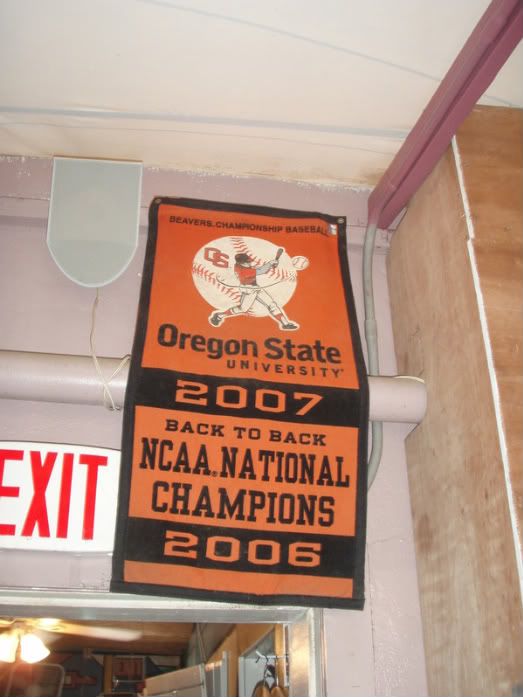 BEAVERS CHAMPIONSHIP BASEBALL
OS
Oregon State
UNIVERSITY
2007
BACK TO BACK
NCAA® NATIONAL
CHAMPIONS
2006
EXIT